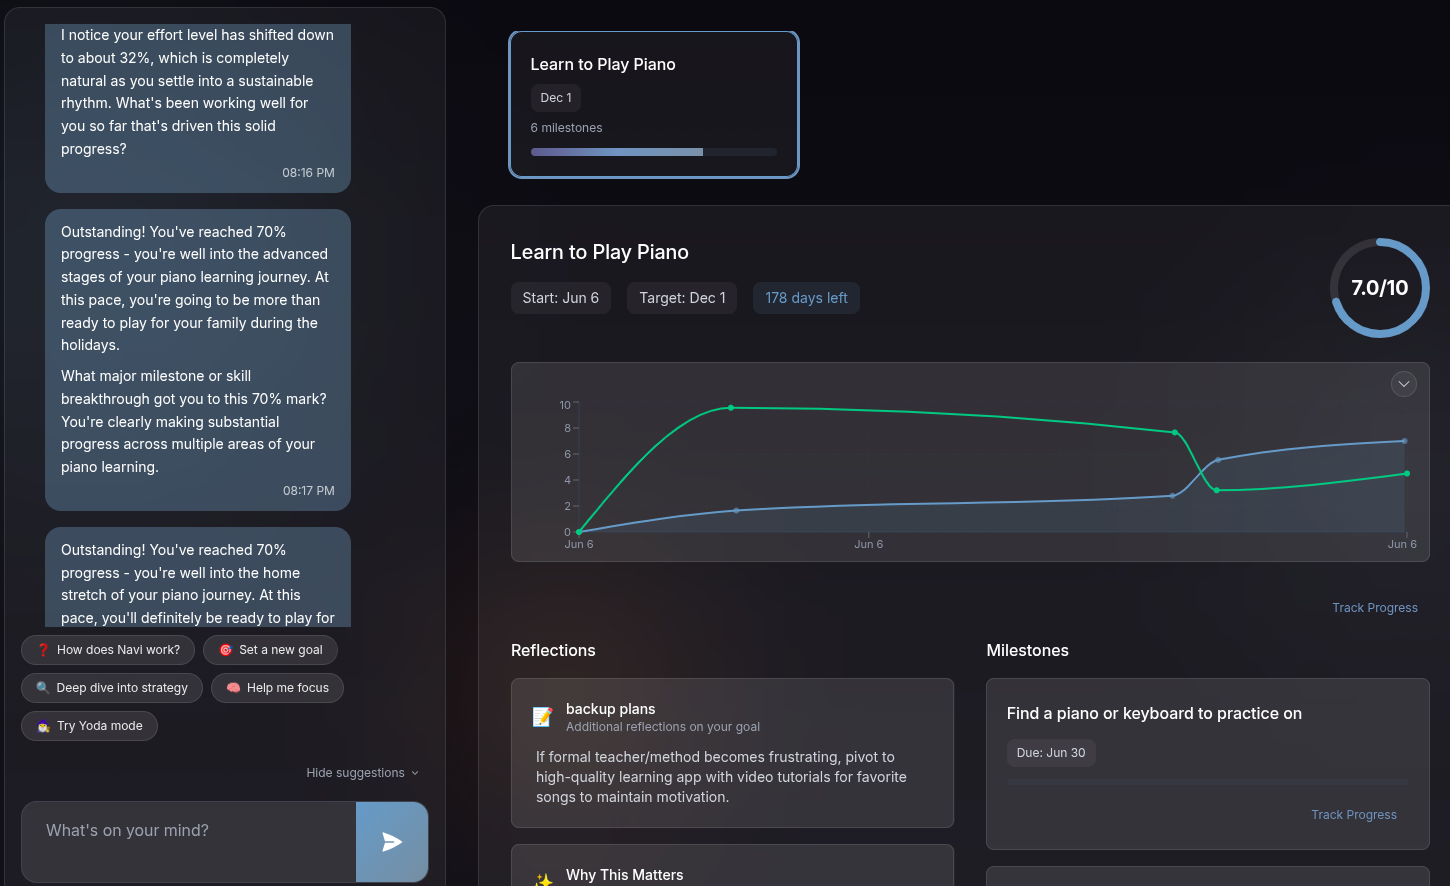 I notice your effort level has shifted down
to about 32%, which is completely
natural as you settle into a sustainable
rhythm. What's been working well for
you so far that's driven this solid
progress?
08:16 PM
Outstanding! You've reached 70%
progress - you're well into the advanced
stages of your piano learning journey. At
this pace, you're going to be more than
ready to play for your family during the
holidays.
What major milestone or skill
breakthrough got you to this 70% mark?
You're clearly making substantial
progress across multiple areas of your
piano learning.
08:17 PM
Outstanding! You've reached 70%
progress - you're well into the home
stretch of your piano journey. At this
pace, you'll definitely be ready to play for
How does Navi work?
Set a new goal
Deep dive into strategy
Help me focus
Try Yoda mode
Hide suggestions
What's on your mind?
Learn to Play Piano
Dec 1
6 milestones
Learn to Play Piano
Start: Jun 6
Target: Dec 1
178 days left
7.0/10
10
8
6
4
2
0
Jun 6
Jun 6
Jun 6
Track Progress
Reflections
backup plans
Additional reflections on your goal
If formal teacher/method becomes frustrating, pivot to
high-quality learning app with video tutorials for favorite
songs to maintain motivation.
Why This Matters
Milestones
Find a piano or keyboard to practice on
Due: Jun 30
Track Progress